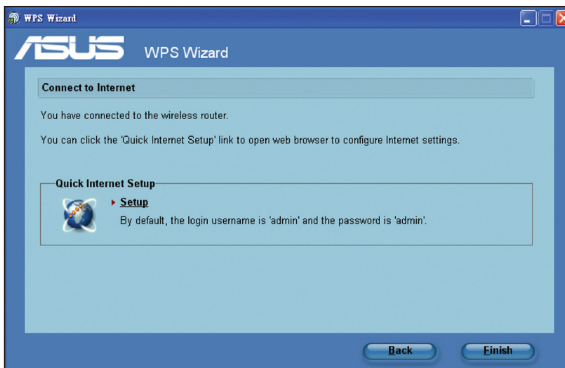 WPS Wizard
ASUS WPS Wizard
Connect to Internet
You have connected to the wireless router.
You can click the 'Quick Internet Setup' link to open web browser to configure Internet settings.
Quick Internet Setup
Setup
By default, the login username is 'admin' and the password is 'admin'.
Back Finish